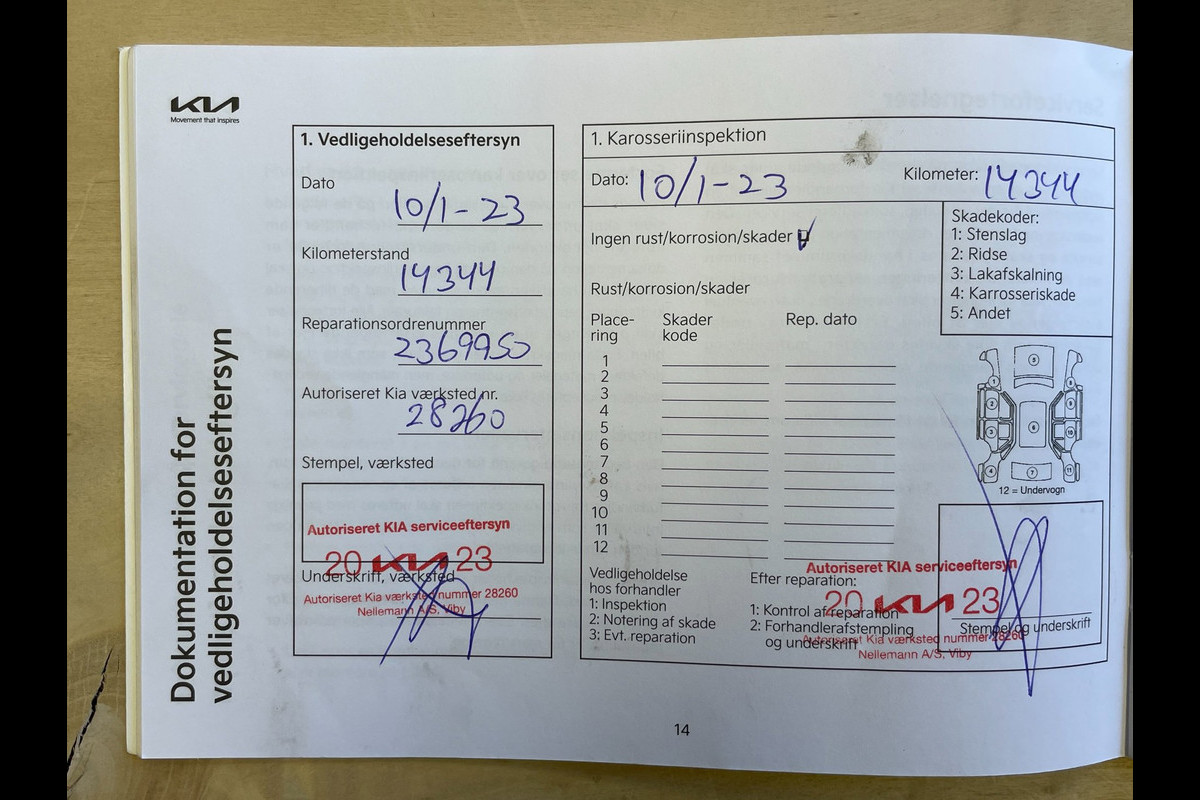 KIA
Movement that inspires
Dokumentation for
vedligeholdelseseftersyn
1. Vedligeholdelseseftersyn
Dato
10/1-23
Kilometerstand
14344
Reparationsordrenummer
2369950
Autoriseret Kia værksted nr.
28260
Stempel, værksted
Autoriseret KIA serviceeftersyn
20 KIA 23
Underskrift, værksted
Autoriseret Kia værksted nummer 28260
Nellemann A/S, Viby
1. Karosseriinspektion
Dato: 10/1-23 Kilometer: 14344
Ingen rust/korrosion/skader
Rust/korrosion/skader
Skadekoder:
1: Stenslag
2: Ridse
3: Lakafskalning
4: Karrosseriskade
5: Andet
Place-
ring
Skader
kode
Rep. dato
1
2
3
4
5
6
7
8
9
10
11
12
12 = Undervogn
Vedligeholdelse
hos forhandler
1: Inspektion
2: Notering af skade
3: Evt. reparation
Efter reparation:
1: Kontrol af reparation
2: Forhandlerafstempling
og underskrift
Autoriseret KIA serviceeftersyn
20 KIA 23
Stempel og underskrift
Autoriseret Kia værksted nummer 28260
Nellemann A/S, Viby
14